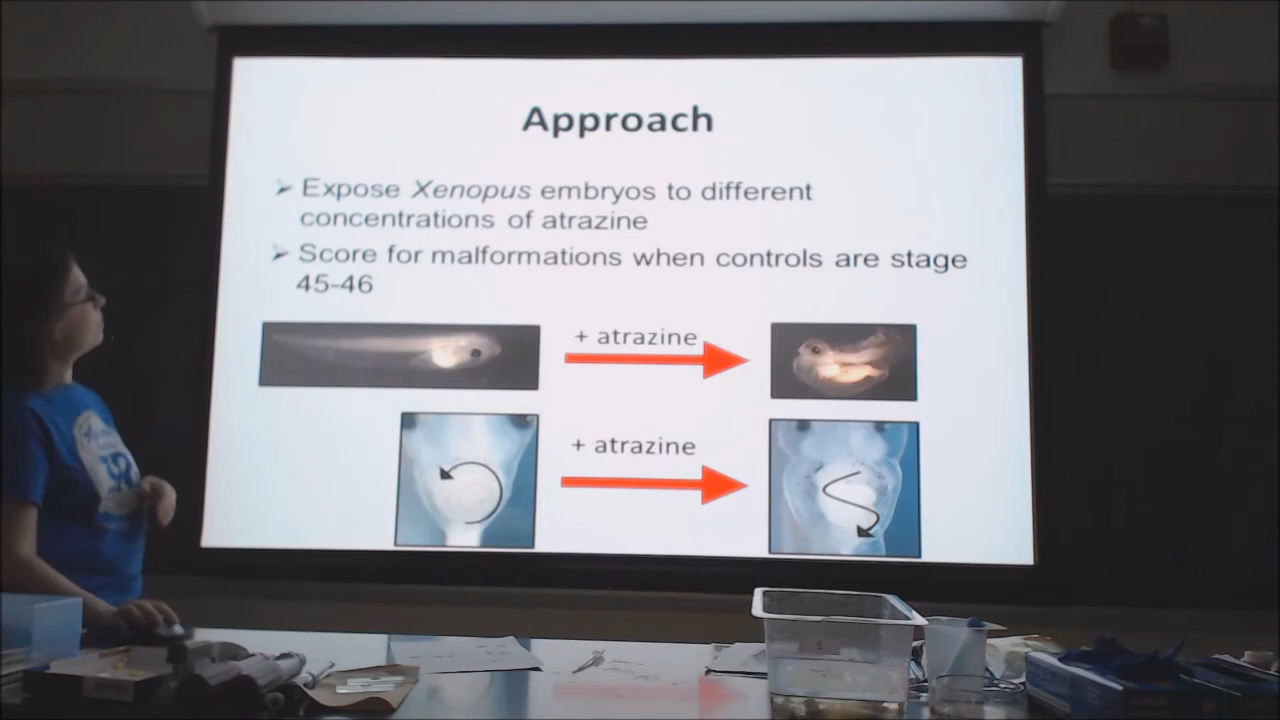 Approach
➢ Expose Xenopus embryos to different
concentrations of atrazine
➢ Score for malformations when controls are stage
45-46
+ atrazine
+ atrazine